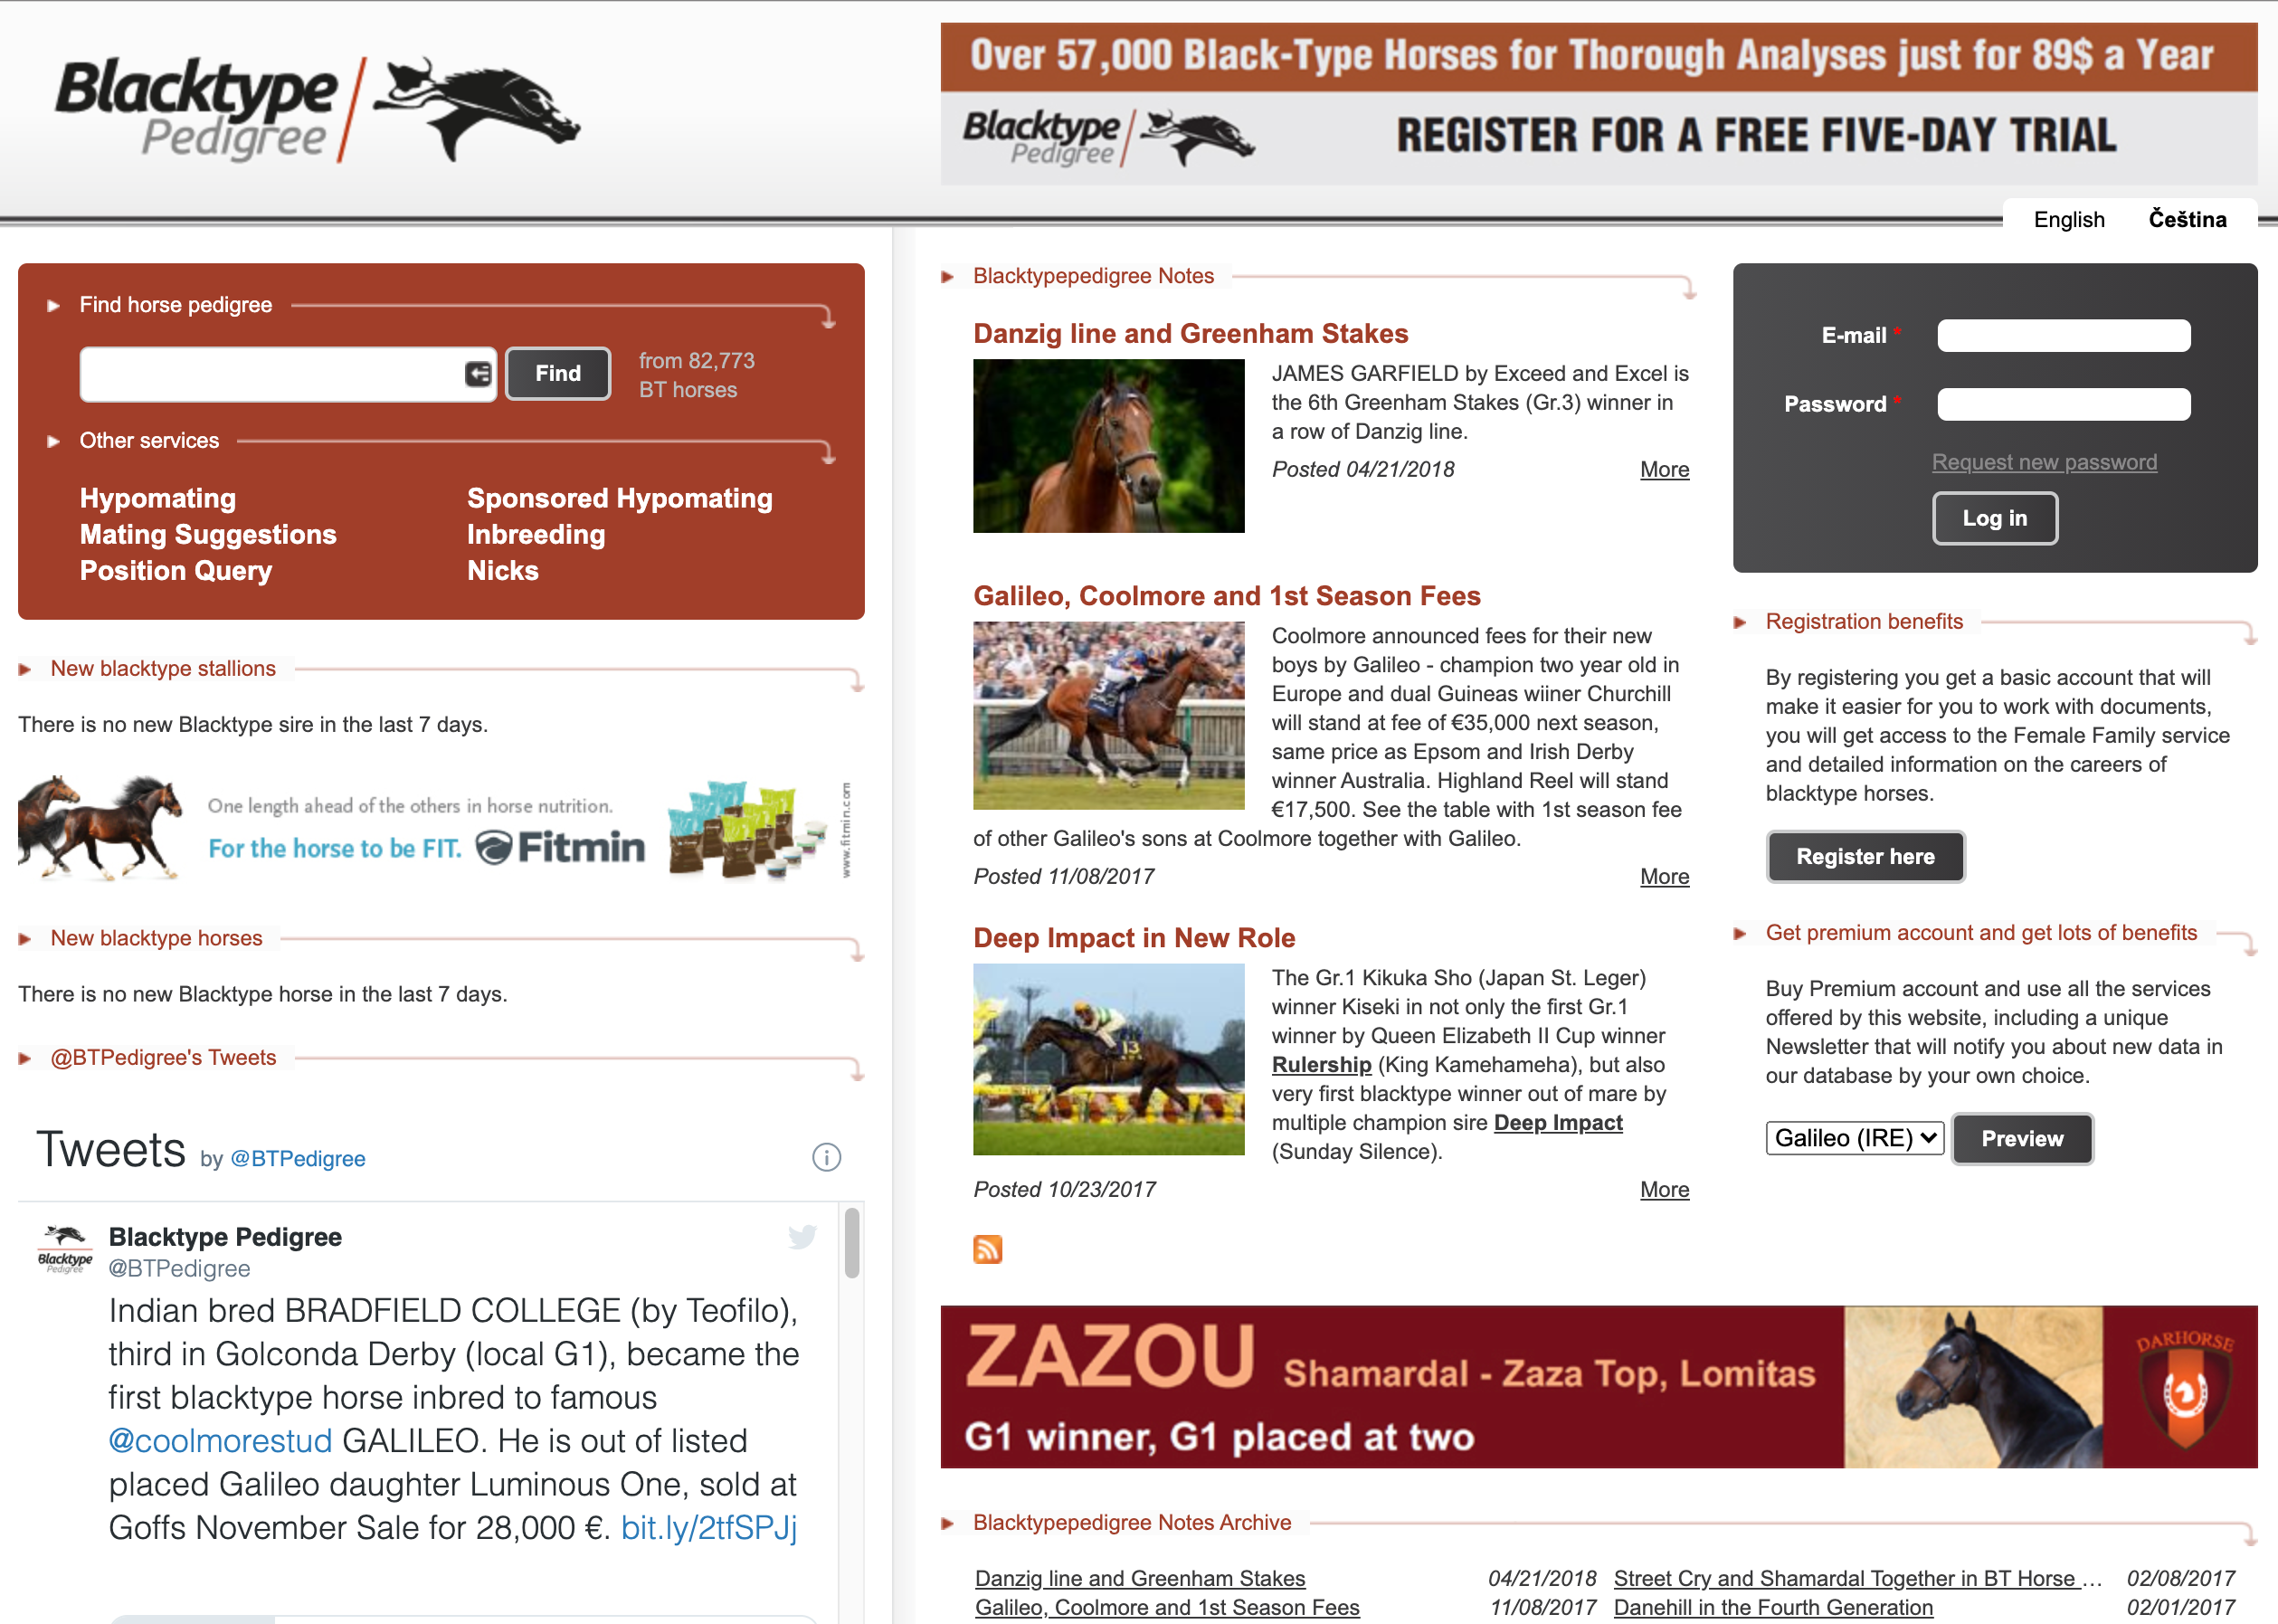 Blacktype
Pedigree
Over 57,000 Black-Type Horses for Thorough Analyses just for 89$ a Year
Blacktype
Pedigree
REGISTER FOR A FREE FIVE-DAY TRIAL
English Čeština
Find horse pedigree
Find
from 82,773
BT horses
Other services
Hypomating
Sponsored Hypomating
Mating Suggestions
Inbreeding
Position Query
Nicks
New blacktype stallions
There is no new Blacktype sire in the last 7 days.
One length ahead of the others in horse nutrition.
For the horse to be FIT. Fitmin
www.fitmin.com
New blacktype horses
There is no new Blacktype horse in the last 7 days.
@BTPedigree's Tweets
Tweets by @BTPedigree
Blacktype
Pedigree
Blacktype Pedigree
@BTPedigree
Indian bred BRADFIELD COLLEGE (by Teofilo),
third in Golconda Derby (local G1), became the
first blacktype horse inbred to famous
@coolmorestud GALILEO. He is out of listed
placed Galileo daughter Luminous One, sold at
Goffs November Sale for 28,000 €. bit.ly/2tfSPJj
Blacktypepedigree Notes
Danzig line and Greenham Stakes
JAMES GARFIELD by Exceed and Excel is
the 6th Greenham Stakes (Gr.3) winner in
a row of Danzig line.
Posted 04/21/2018 More
Galileo, Coolmore and 1st Season Fees
3
Coolmore announced fees for their new
boys by Galileo - champion two year old in
Europe and dual Guineas wiiner Churchill
will stand at fee of €35,000 next season,
same price as Epsom and Irish Derby
winner Australia. Highland Reel will stand
€17,500. See the table with 1st season fee
of other Galileo's sons at Coolmore together with Galileo.
Posted 11/08/2017 More
Deep Impact in New Role
13
The Gr.1 Kikuka Sho (Japan St. Leger)
winner Kiseki in not only the first Gr.1
winner by Queen Elizabeth II Cup winner
Rulership (King Kamehameha), but also
very first blacktype winner out of mare by
multiple champion sire Deep Impact
(Sunday Silence).
Posted 10/23/2017 More
E-mail *
Password *
Request new password
Log in
Registration benefits
By registering you get a basic account that will
make it easier for you to work with documents,
you will get access to the Female Family service
and detailed information on the careers of
blacktype horses.
Register here
Get premium account and get lots of benefits
Buy Premium account and use all the services
offered by this website, including a unique
Newsletter that will notify you about new data in
our database by your own choice.
Galileo (IRE) Preview
ZAZOU Shamardal - Zaza Top, Lomitas
G1 winner, G1 placed at two
DARHORSE
Blacktypepedigree Notes Archive
Danzig line and Greenham Stakes 04/21/2018
Street Cry and Shamardal Together in BT Horse ... 02/08/2017
Galileo, Coolmore and 1st Season Fees 11/08/2017
Danehill in the Fourth Generation 02/01/2017